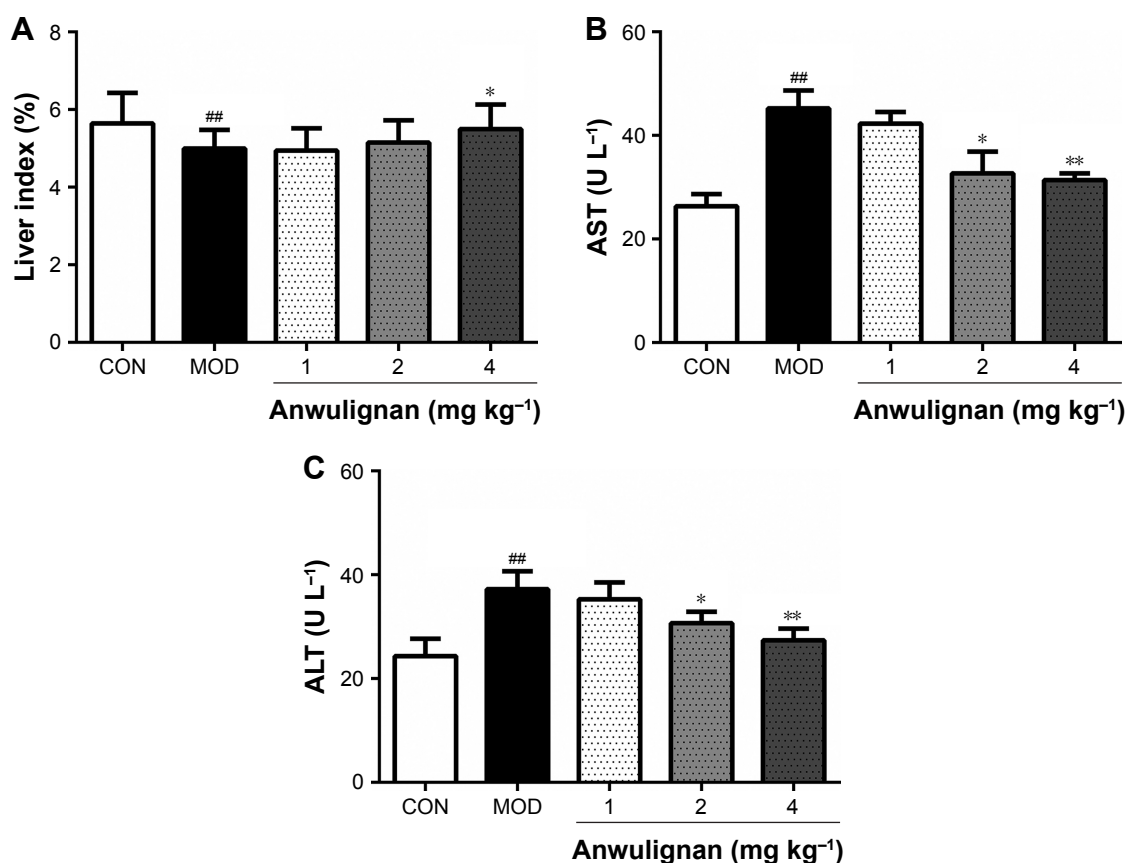 A
Liver index (%)
8
6
4
2
0
##
*
CON MOD 1 2 4
Anwulignan (mg kg⁻¹)
B
AST (U L⁻¹)
60
40
20
0
##
*
**
CON MOD 1 2 4
Anwulignan (mg kg⁻¹)
C
ALT (U L⁻¹)
60
40
20
0
##
*
**
CON MOD 1 2 4
Anwulignan (mg kg⁻¹)